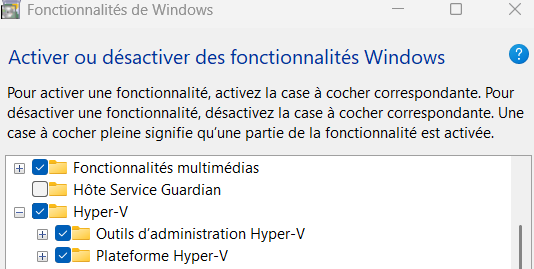 Fonctionnalités de Windows
Activer ou désactiver des fonctionnalités Windows
?
Pour activer une fonctionnalité, activez la case à cocher correspondante. Pour
désactiver une fonctionnalité, désactivez la case à cocher correspondante. Une
case à cocher pleine signifie qu’une partie de la fonctionnalité est activée.
Fonctionnalités multimédias
Hôte Service Guardian
Hyper-V
Outils d’administration Hyper-V
Plateforme Hyper-V